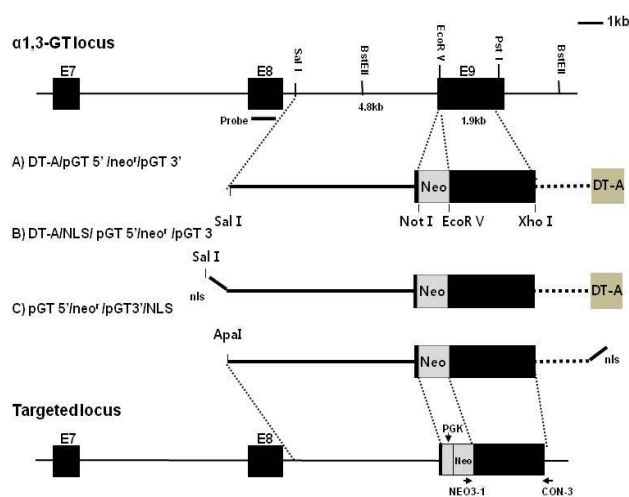 1kb
α1,3-GT locus
E7
E8
Sal I
BstEII
EcoR V
E9
Pst I
BstEII
Probe
4.8kb
1.9kb
A) DT-A/pGT 5'/neoʳ/pGT 3'
Neo
DT-A
Sal I
Not I
EcoR V
Xho I
B) DT-A/NLS/ pGT 5'/neoʳ /pGT 3
Sal I
nls
Neo
DT-A
C) pGT 5'/neoʳ /pGT3'/NLS
ApaI
Neo
nls
Targeted locus
E7
E8
PGK
Neo
NEO3-1
CON-3